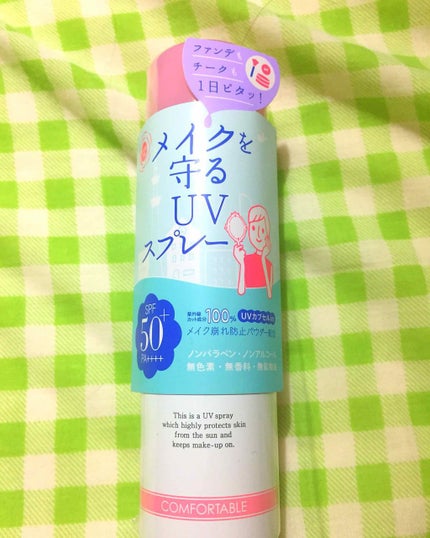 ファンデも
チークも
1日ピタッ！
メイクを
守る
UV
スプレー
SPF
50+
PA++++
紫外線
カット成分
100%
UVカプセル
メイク崩れ防止パウダー
ノンパラベン・ノンアルコール
無色素・無香料・無鉱物油
This is a UV spray
which highly protects skin
from the sun and
keeps make-up on.
COMFORTABLE